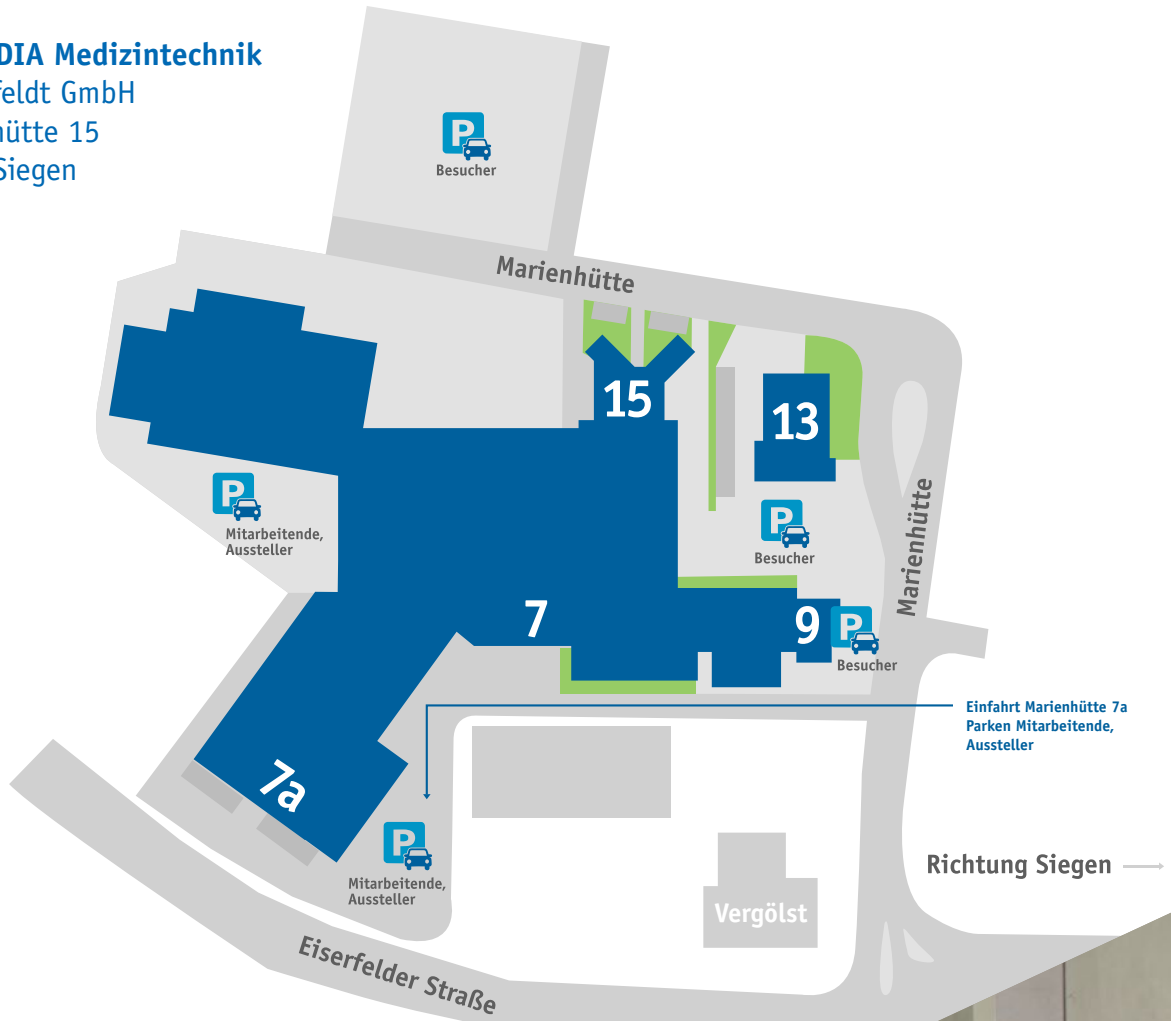 DIA Medizintechnik
feldt GmbH
hütte 15
Siegen
P
Besucher
Marienhütte
15
13
P
Mitarbeitende,
Aussteller
P
Besucher
Marienhütte
7
9
P
Besucher
Einfahrt Marienhütte 7a
Parken Mitarbeitende,
Aussteller
7a
P
Mitarbeitende,
Aussteller
Richtung Siegen
Vergölst
Eiserfelder Straße